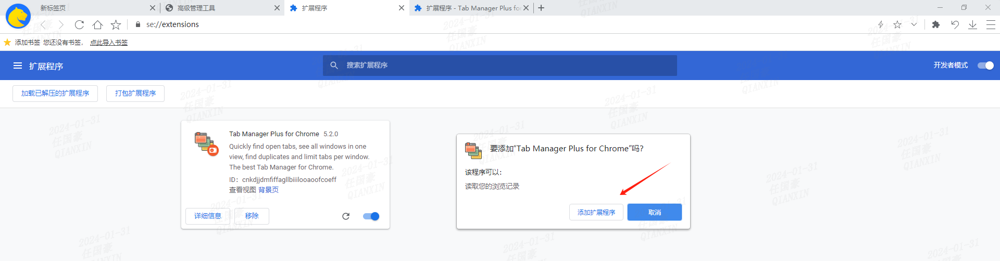 新标签页
高级管理工具
扩展程序
扩展程序 - Tab Manager Plus fo
se://extensions
添加书签 您还没有书签， 点此导入书签
扩展程序
搜索扩展程序
开发者模式
加载已解压的扩展程序
打包扩展程序
Tab Manager Plus for Chrome 5.2.0
Quickly find open tabs, see all windows in one
view, find duplicates and limit tabs per window.
The best Tab Manager for Chrome.
ID：cnkdjjdmfiffagllbiiilooaoofcoeff
查看视图 背景页
详细信息
移除
要添加“Tab Manager Plus for Chrome”吗?
该程序可以：
读取您的浏览记录
添加扩展程序
取消
2024-01-31
任国豪
QIANXIN